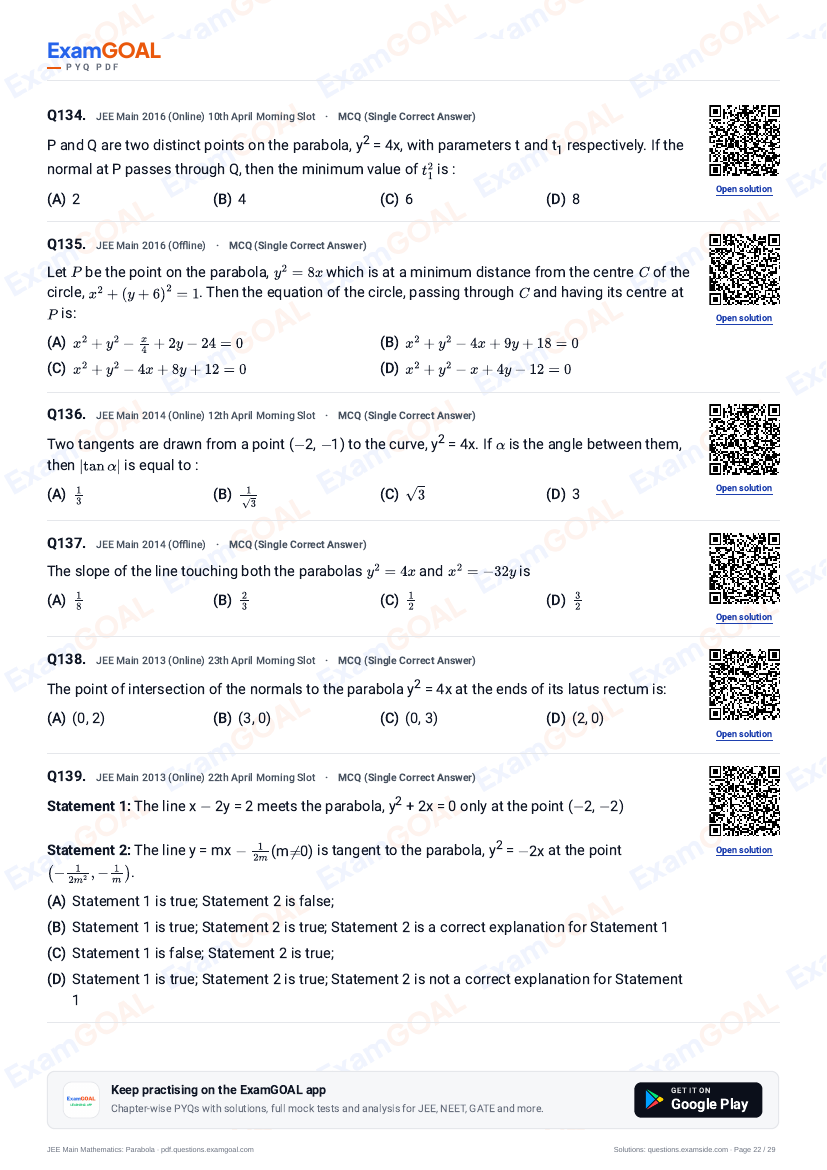 ExamGOAL
PYQ PDF
Q134. JEE Main 2016 (Online) 10th April Morning Slot · MCQ (Single Correct Answer)
P and Q are two distinct points on the parabola, y² = 4x, with parameters t and t₁ respectively. If the
normal at P passes through Q, then the minimum value of t₁² is :
(A) 2 (B) 4 (C) 6 (D) 8
Open solution
Q135. JEE Main 2016 (Offline) · MCQ (Single Correct Answer)
Let P be the point on the parabola, y² = 8x which is at a minimum distance from the centre C of the
circle, x² + (y + 6)² = 1. Then the equation of the circle, passing through C and having its centre at
P is:
(A) x² + y² − x/4 + 2y − 24 = 0 (B) x² + y² − 4x + 9y + 18 = 0
(C) x² + y² − 4x + 8y + 12 = 0 (D) x² + y² − x + 4y − 12 = 0
Open solution
Q136. JEE Main 2014 (Online) 12th April Morning Slot · MCQ (Single Correct Answer)
Two tangents are drawn from a point (−2, −1) to the curve, y² = 4x. If α is the angle between them,
then |tan α| is equal to :
(A) 1/3 (B) 1/√3 (C) √3 (D) 3
Open solution
Q137. JEE Main 2014 (Offline) · MCQ (Single Correct Answer)
The slope of the line touching both the parabolas y² = 4x and x² = −32y is
(A) 1/8 (B) 2/3 (C) 1/2 (D) 3/2
Open solution
Q138. JEE Main 2013 (Online) 23th April Morning Slot · MCQ (Single Correct Answer)
The point of intersection of the normals to the parabola y² = 4x at the ends of its latus rectum is:
(A) (0, 2) (B) (3, 0) (C) (0, 3) (D) (2, 0)
Open solution
Q139. JEE Main 2013 (Online) 22th April Morning Slot · MCQ (Single Correct Answer)
Statement 1: The line x − 2y = 2 meets the parabola, y² + 2x = 0 only at the point (−2, −2)
Statement 2: The line y = mx − 1/2m (m≠0) is tangent to the parabola, y² = −2x at the point
(−1/2m², −1/m).
(A) Statement 1 is true; Statement 2 is false;
(B) Statement 1 is true; Statement 2 is true; Statement 2 is a correct explanation for Statement 1
(C) Statement 1 is false; Statement 2 is true;
(D) Statement 1 is true; Statement 2 is true; Statement 2 is not a correct explanation for Statement
1
Open solution
Keep practising on the ExamGOAL app
Chapter-wise PYQs with solutions, full mock tests and analysis for JEE, NEET, GATE and more.
GET IT ON
Google Play
JEE Main Mathematics: Parabola · pdf.questions.examgoal.com
Solutions: questions.examside.com · Page 22 / 29